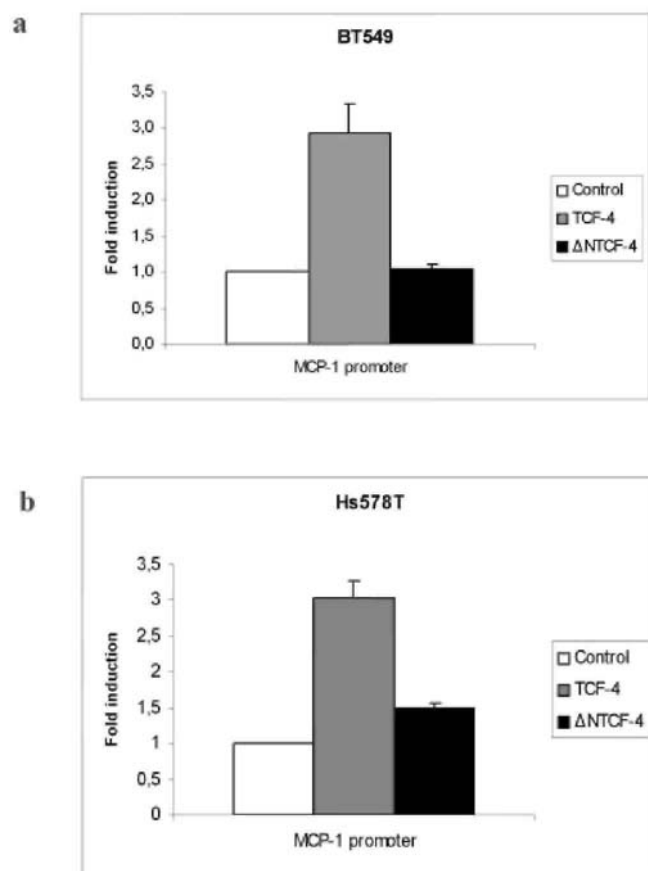 a
BT549
3,5
3,0
2,5
2,0
1,5
1,0
0,5
0,0
Fold induction
MCP-1 promoter
Control
TCF-4
ΔNTCF-4
b
Hs578T
3,5
3
2,5
2
1,5
1
0,5
0
Fold induction
MCP-1 promoter
Control
TCF-4
ΔNTCF-4